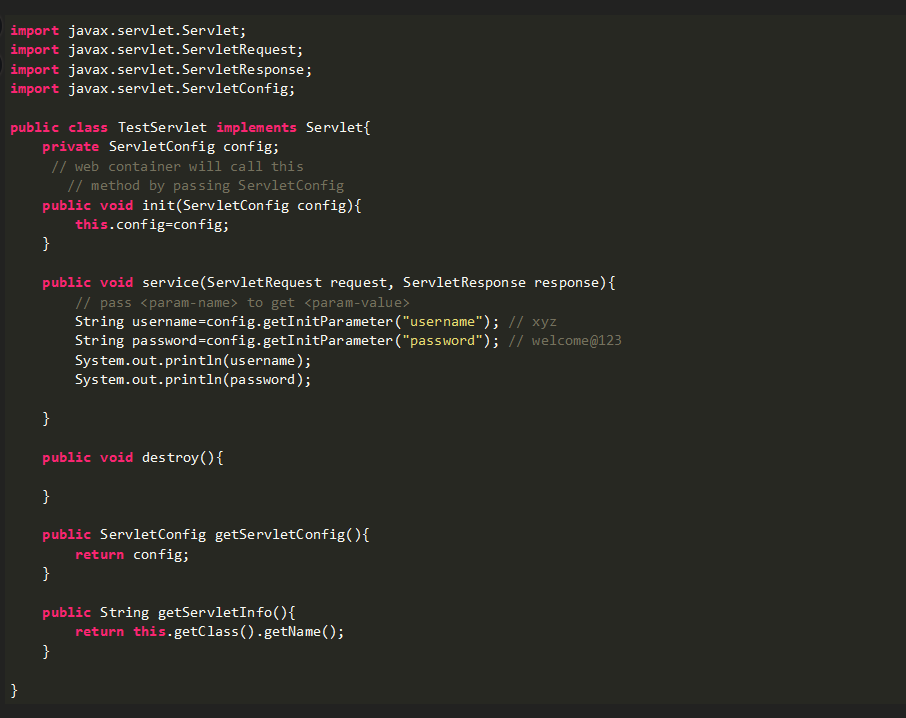 import javax.servlet.Servlet;
import javax.servlet.ServletRequest;
import javax.servlet.ServletResponse;
import javax.servlet.ServletConfig;

public class TestServlet implements Servlet{
    private ServletConfig config;
     // web container will call this
       // method by passing ServletConfig
    public void init(ServletConfig config){
        this.config=config;
    }

    public void service(ServletRequest request, ServletResponse response){
        // pass <param-name> to get <param-value>
        String username=config.getInitParameter("username"); // xyz
        String password=config.getInitParameter("password"); // welcome@123
        System.out.println(username);
        System.out.println(password);

    }

    public void destroy(){

    }

    public ServletConfig getServletConfig(){
        return config;
    }

    public String getServletInfo(){
        return this.getClass().getName();
    }

}